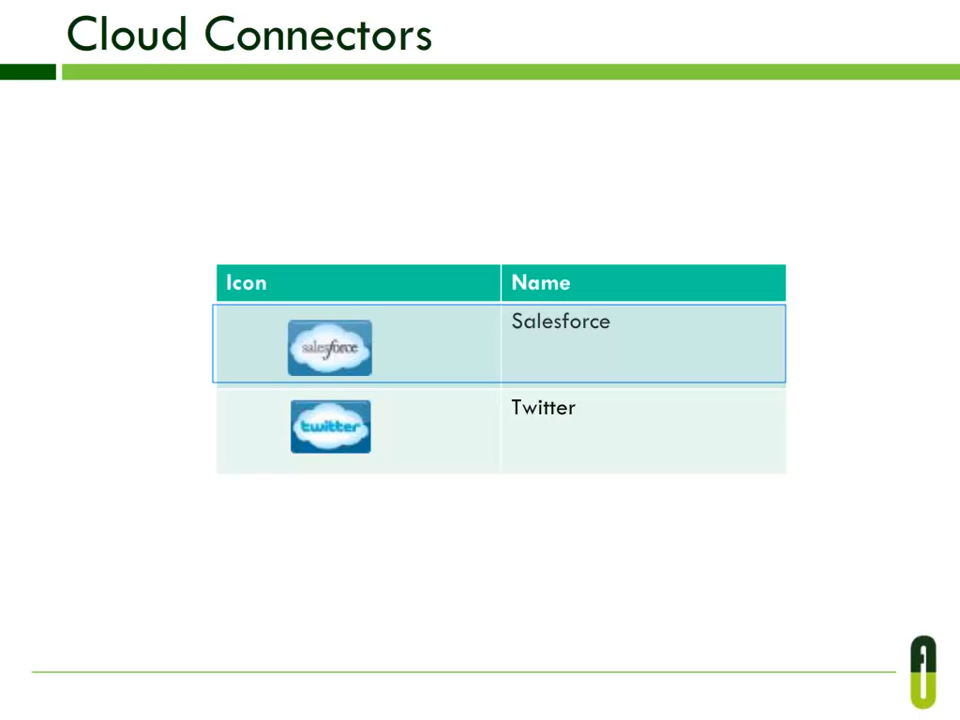 Cloud Connectors
Icon Name
salesforce Salesforce
twitter Twitter